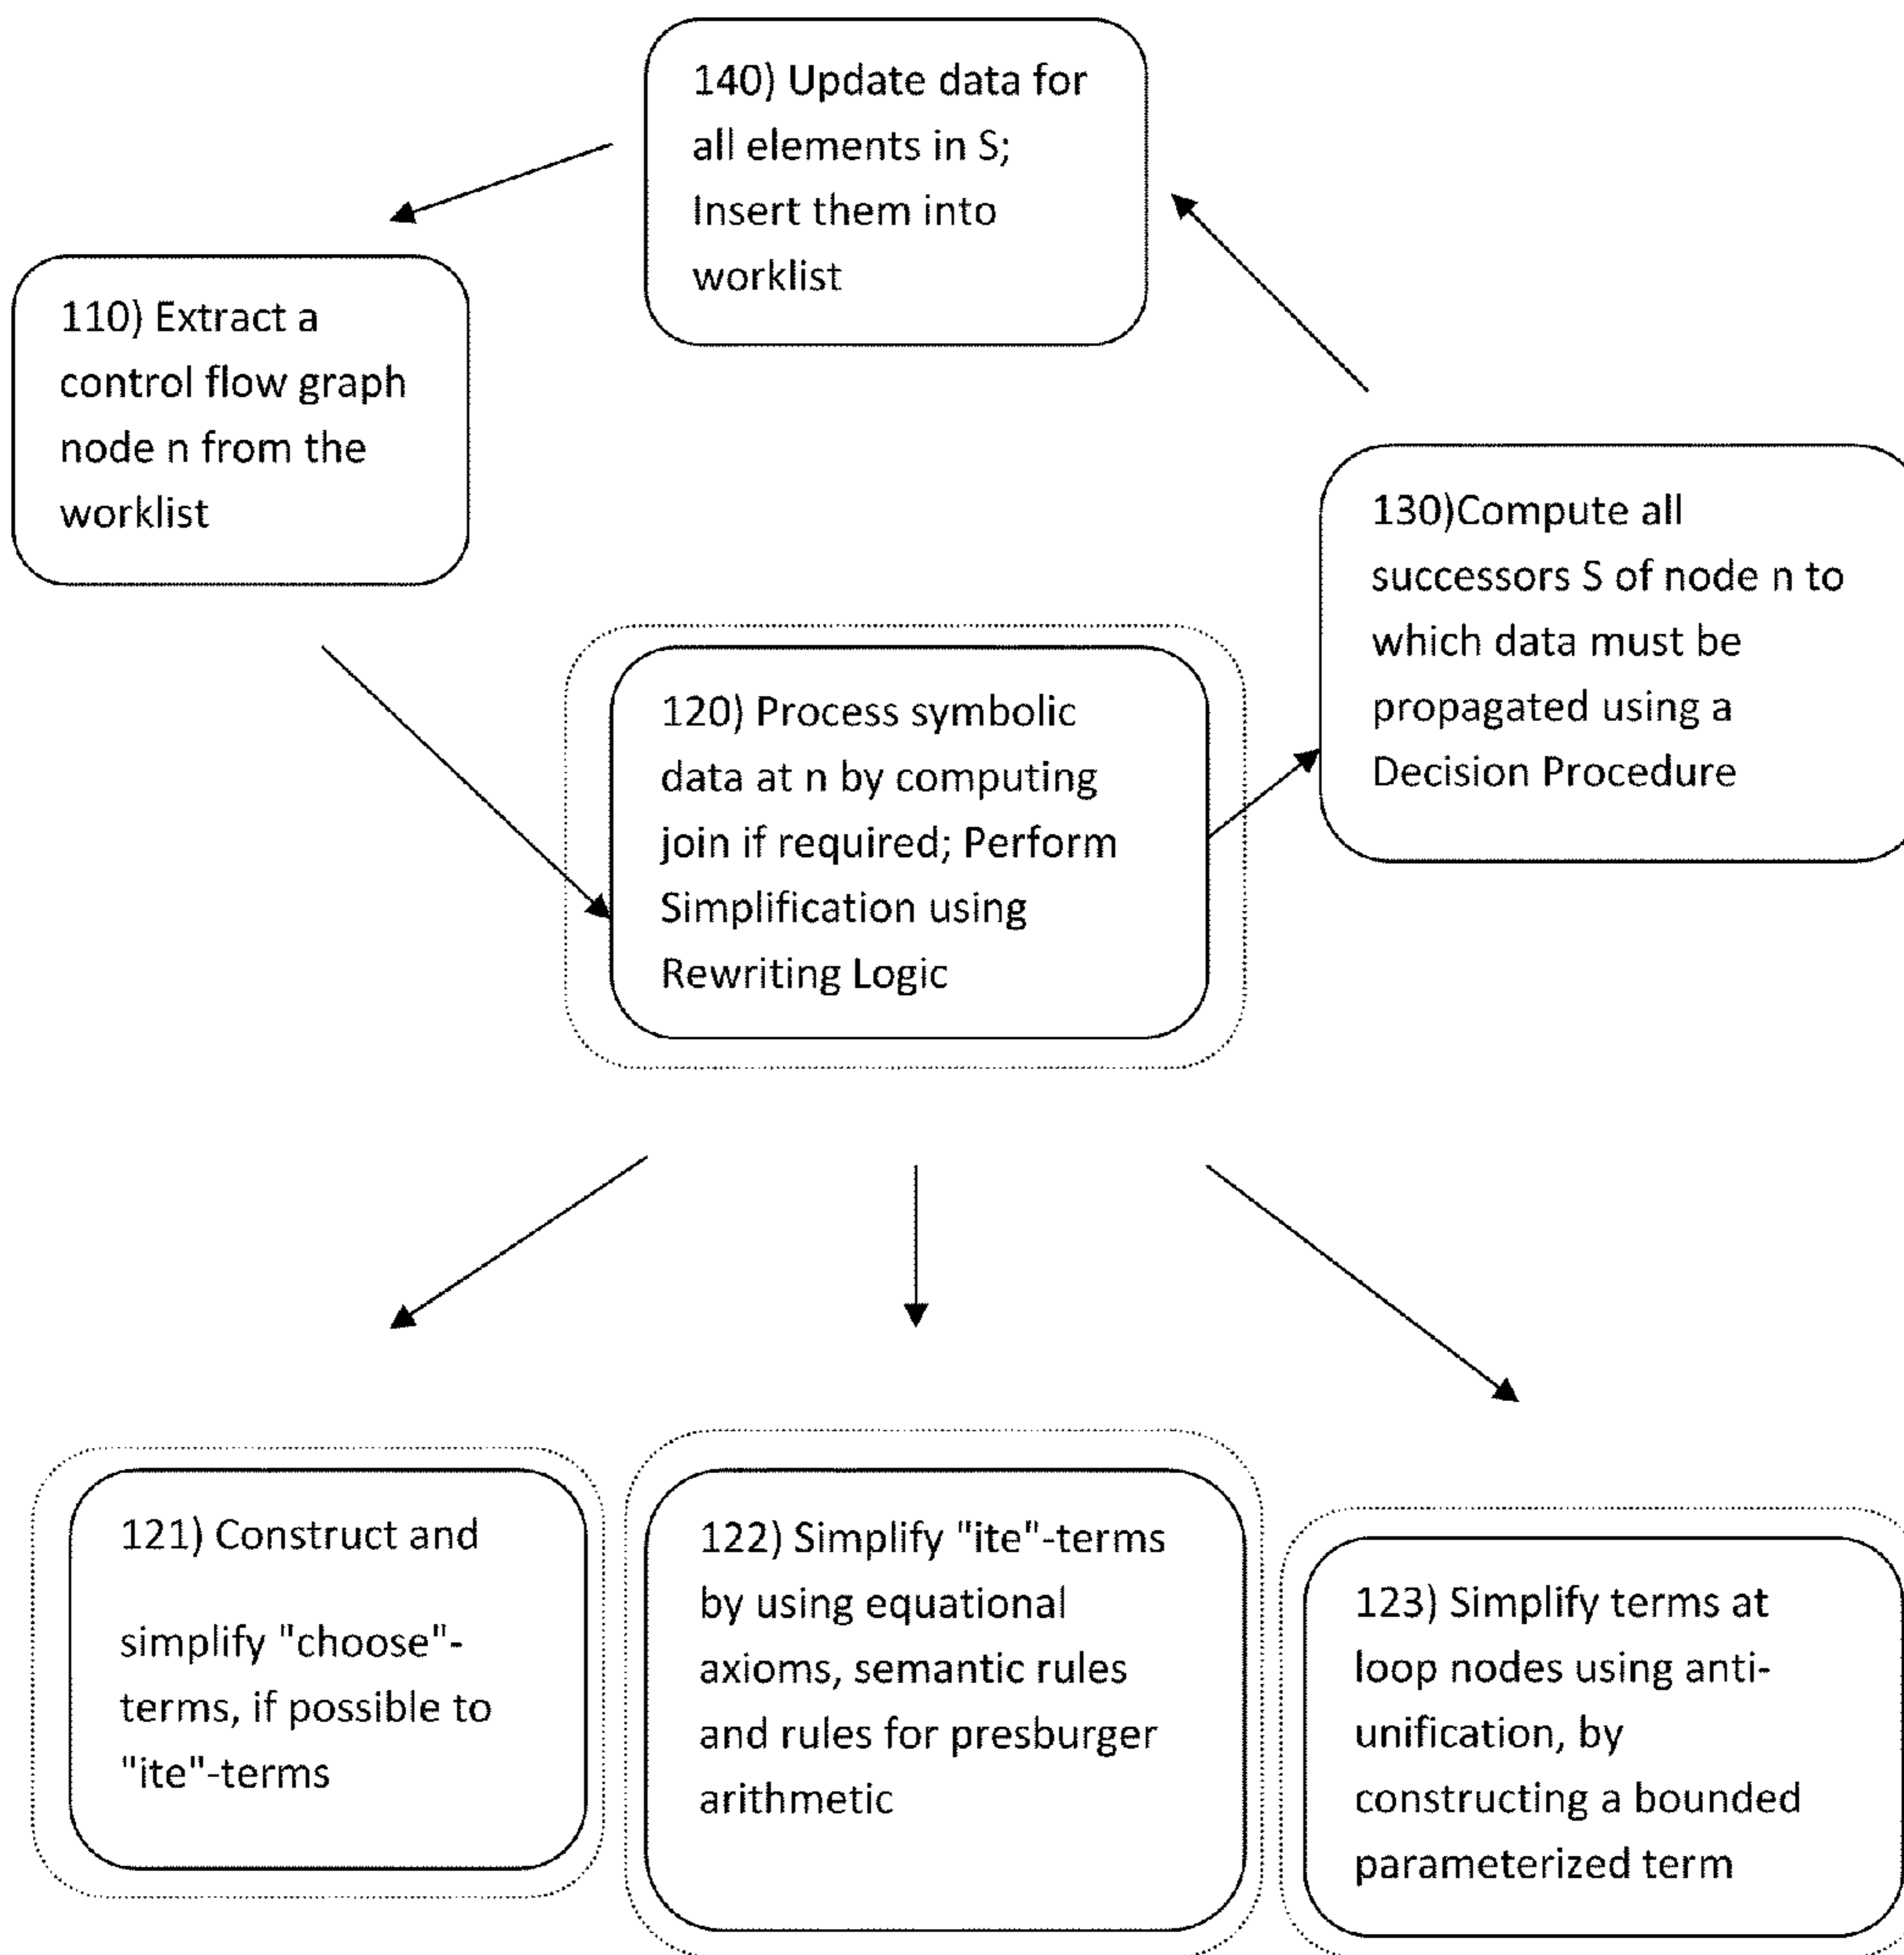 140) Update data for
all elements in S;
Insert them into
worklist
110) Extract a
control flow graph
node n from the
worklist
130)Compute all
successors S of node n to
which data must be
propagated using a
Decision Procedure
120) Process symbolic
data at n by computing
join if required; Perform
Simplification using
Rewriting Logic
121) Construct and
simplify "choose"-
terms, if possible to
"ite"-terms
122) Simplify "ite"-terms
by using equational
axioms, semantic rules
and rules for presburger
arithmetic
123) Simplify terms at
loop nodes using anti-
unification, by
constructing a bounded
parameterized term